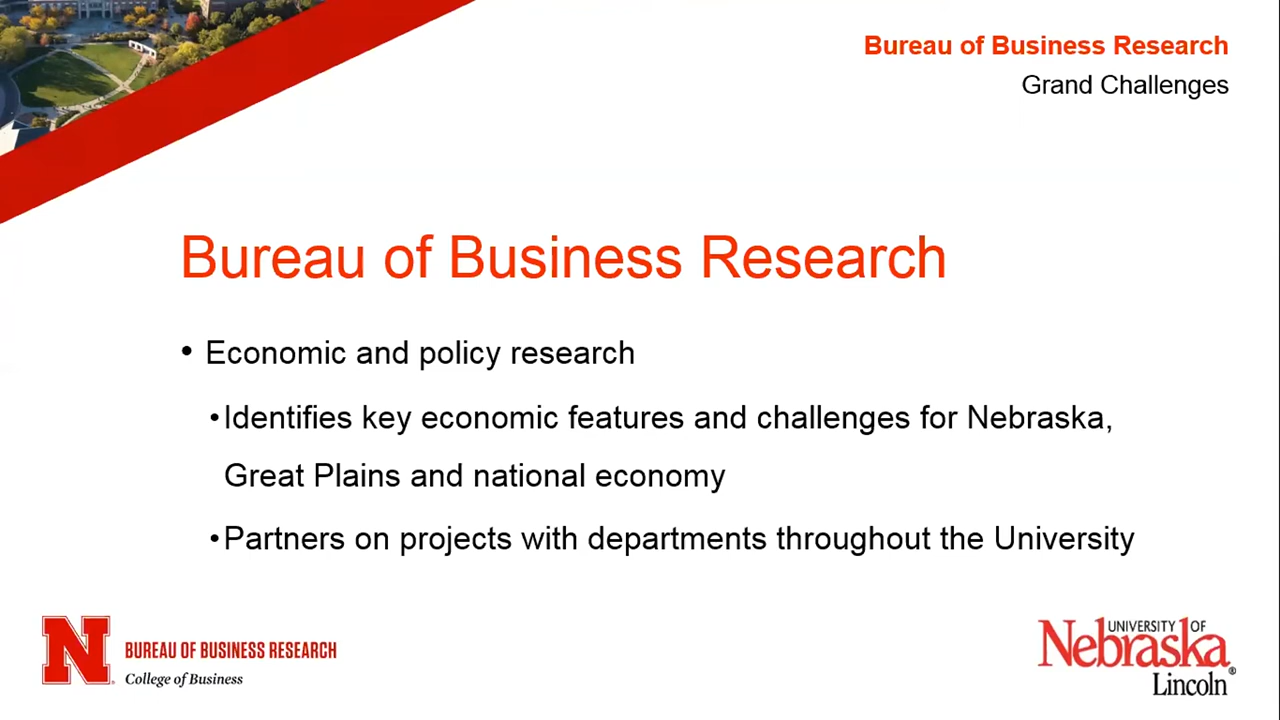 Bureau of Business Research
Grand Challenges
Bureau of Business Research
• Economic and policy research
• Identifies key economic features and challenges for Nebraska,
Great Plains and national economy
• Partners on projects with departments throughout the University
N
BUREAU OF BUSINESS RESEARCH
College of Business
UNIVERSITY OF
Nebraska
Lincoln®